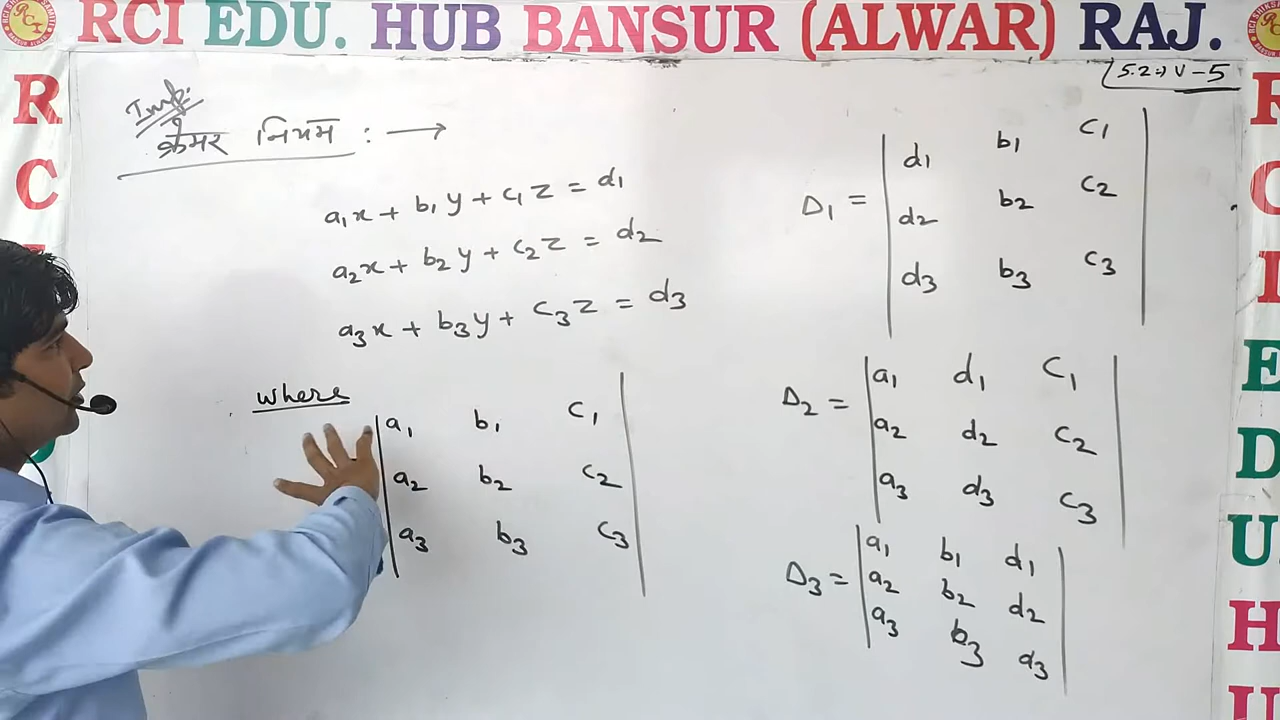 RCI EDU. HUB BANSUR (ALWAR) RAJ.
5.2 => V-5
Imp.
क्रेमर नियम : →
a₁x + b₁y + c₁z = d₁
a₂x + b₂y + c₂z = d₂
a₃x + b₃y + c₃z = d₃
where
| a₁ b₁ c₁ |
| a₂ b₂ c₂ |
| a₃ b₃ c₃ |
Δ₁ = | d₁ b₁ c₁ |
| d₂ b₂ c₂ |
| d₃ b₃ c₃ |
Δ₂ = | a₁ d₁ c₁ |
| a₂ d₂ c₂ |
| a₃ d₃ c₃ |
Δ₃ = | a₁ b₁ d₁ |
| a₂ b₂ d₂ |
| a₃ b₃ d₃ |
R
C
R
C
I
E
D
U.
H
U